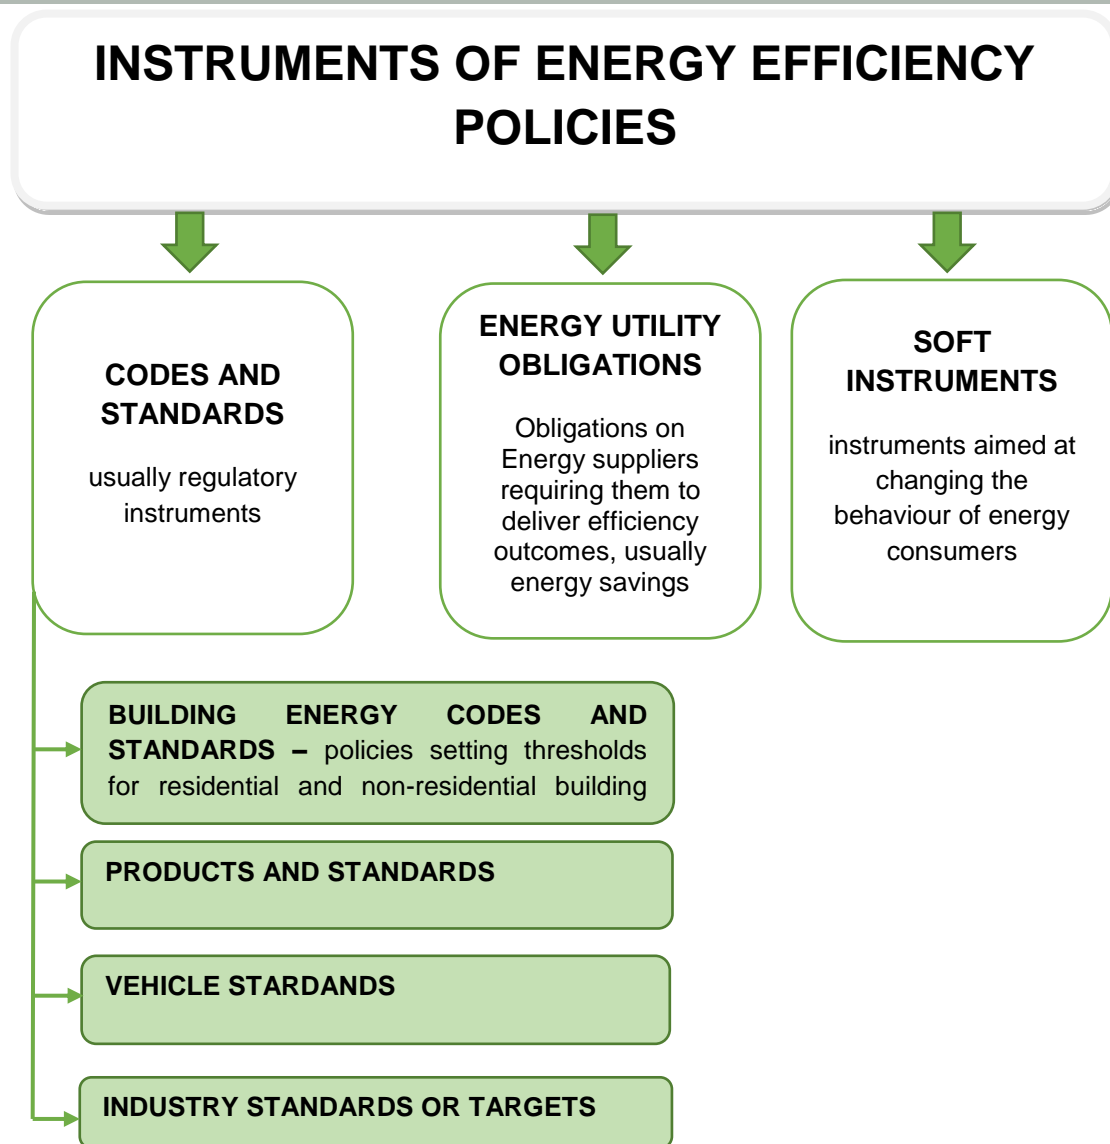 INSTRUMENTS OF ENERGY EFFICIENCY
POLICIES
CODES AND
STANDARDS
usually regulatory
instruments
ENERGY UTILITY
OBLIGATIONS
Obligations on
Energy suppliers
requiring them to
deliver efficiency
outcomes, usually
energy savings
SOFT
INSTRUMENTS
instruments aimed at
changing the
behaviour of energy
consumers
BUILDING ENERGY CODES AND
STANDARDS – policies setting thresholds
for residential and non-residential building
PRODUCTS AND STANDARDS
VEHICLE STARDANDS
INDUSTRY STANDARDS OR TARGETS